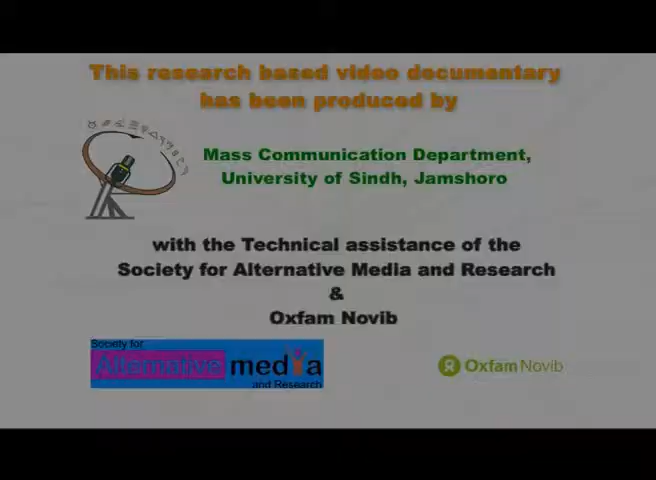 This research based video documentary
has been produced by
Mass Communication Department,
University of Sindh, Jamshoro
with the Technical assistance of the
Society for Alternative Media and Research
&
Oxfam Novib
Society for
Alternative media
and Research
Oxfam Novib